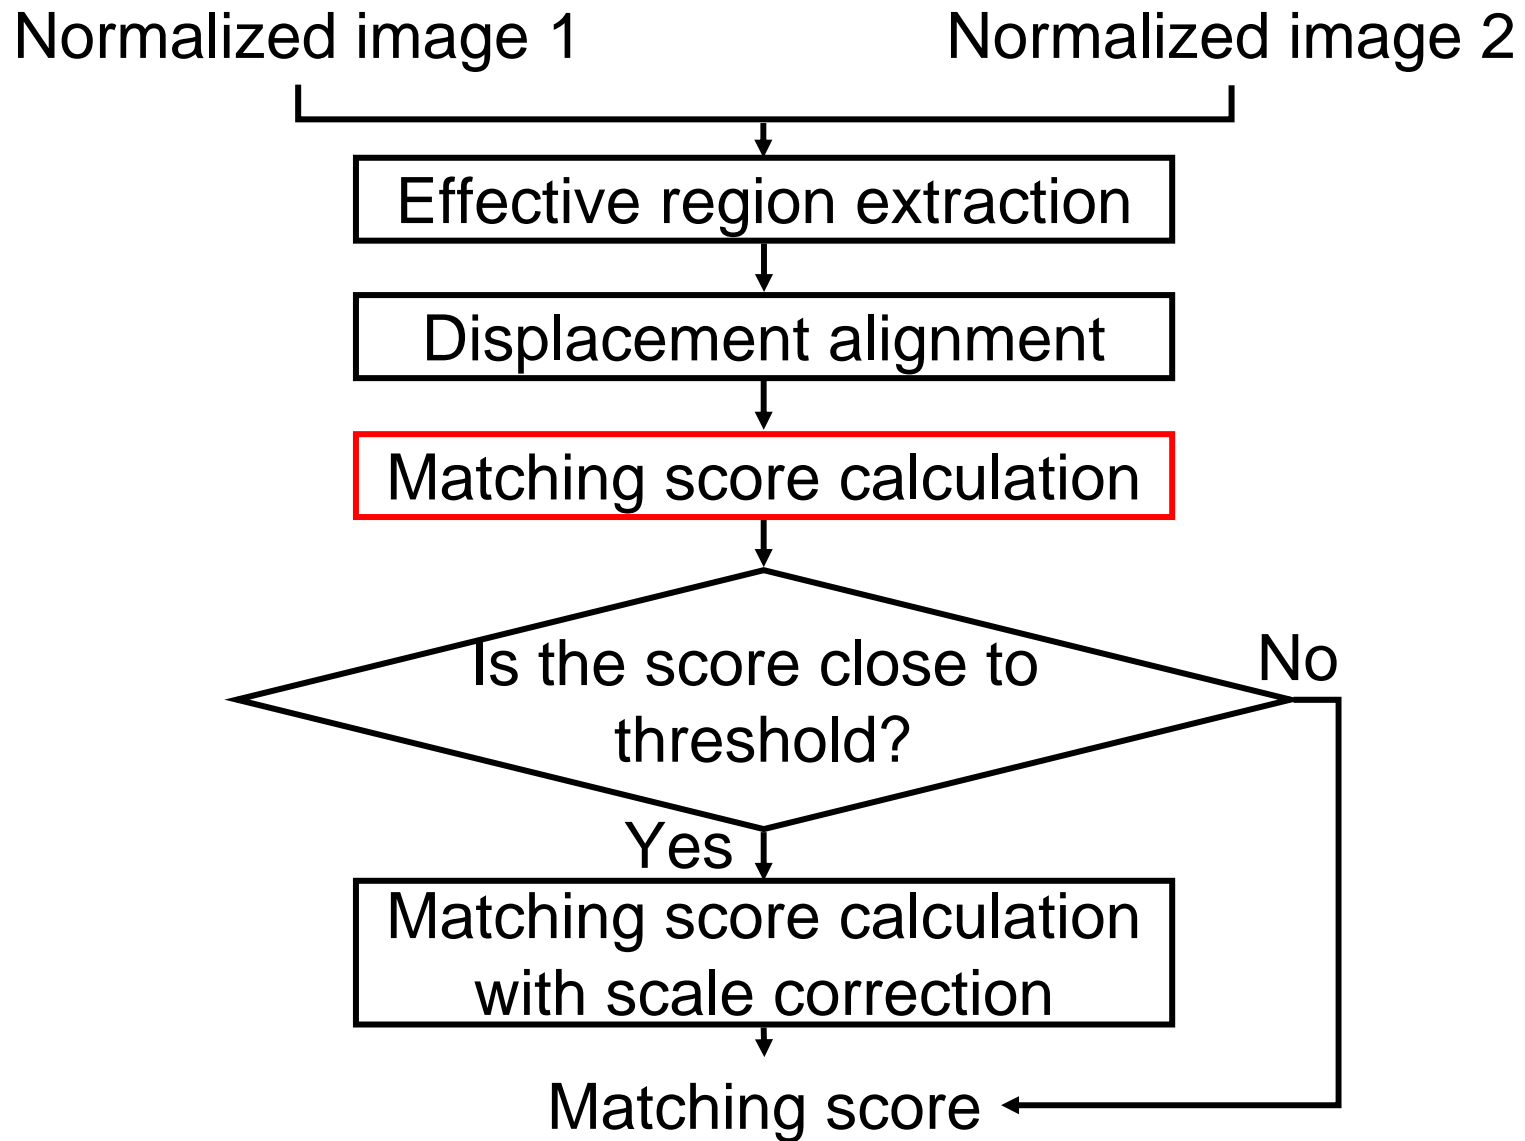 Normalized image 1
Normalized image 2
Effective region extraction
Displacement alignment
Matching score calculation
Is the score close to
threshold?
No
Yes
Matching score calculation
with scale correction
Matching score